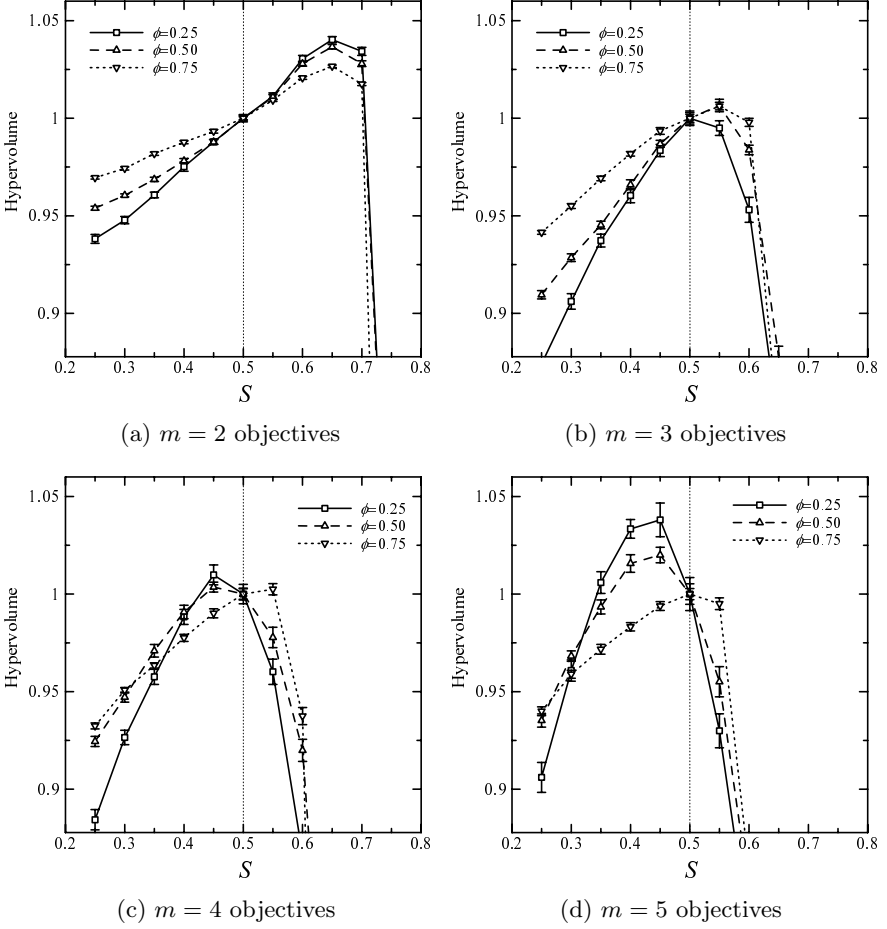 1.05
1
0.95
0.9
Hypervolume
ϕ=0.25
ϕ=0.50
ϕ=0.75
0.2 0.3 0.4 0.5 0.6 0.7 0.8
S
(a) m = 2 objectives
1.05
1
0.95
0.9
Hypervolume
ϕ=0.25
ϕ=0.50
ϕ=0.75
0.2 0.3 0.4 0.5 0.6 0.7 0.8
S
(b) m = 3 objectives
1.05
1
0.95
0.9
Hypervolume
ϕ=0.25
ϕ=0.50
ϕ=0.75
0.2 0.3 0.4 0.5 0.6 0.7 0.8
S
(c) m = 4 objectives
1.05
1
0.95
0.9
Hypervolume
ϕ=0.25
ϕ=0.50
ϕ=0.75
0.2 0.3 0.4 0.5 0.6 0.7 0.8
S
(d) m = 5 objectives